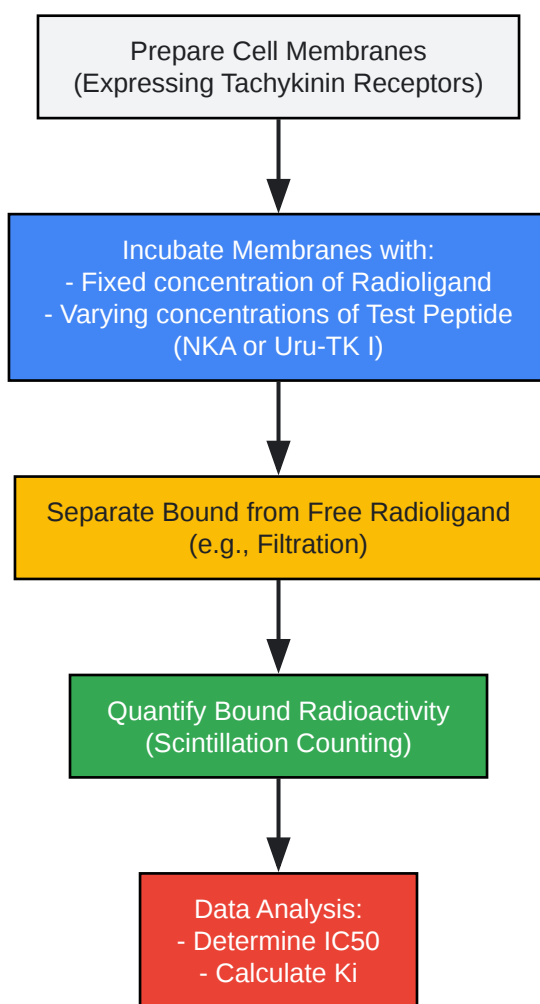 Prepare Cell Membranes
(Expressing Tachykinin Receptors)
Incubate Membranes with:
- Fixed concentration of Radioligand
- Varying concentrations of Test Peptide
(NKA or Uru-TK I)
Separate Bound from Free Radioligand
(e.g., Filtration)
Quantify Bound Radioactivity
(Scintillation Counting)
Data Analysis:
- Determine IC50
- Calculate Ki